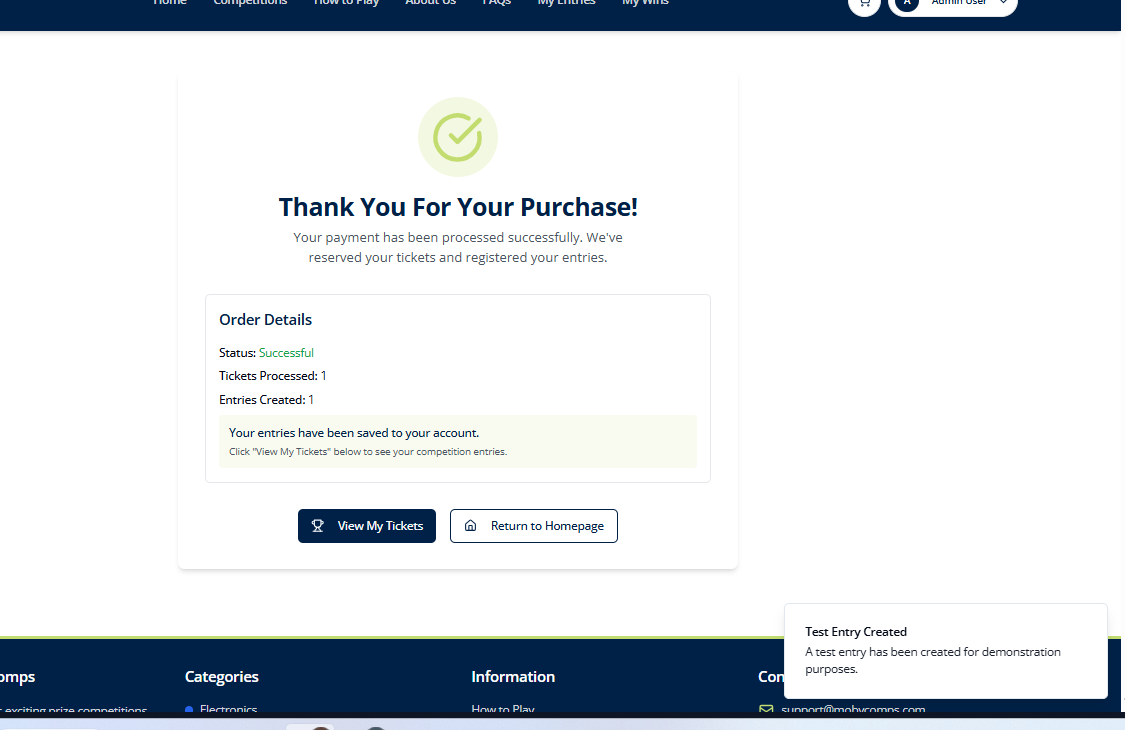 Home Competitions How to Play About Us FAQs My Entries My Wins
A Admin User
Thank You For Your Purchase!
Your payment has been processed successfully. We've
reserved your tickets and registered your entries.
Order Details
Status: Successful
Tickets Processed: 1
Entries Created: 1
Your entries have been saved to your account.
Click "View My Tickets" below to see your competition entries.
View My Tickets Return to Homepage
Test Entry Created
A test entry has been created for demonstration
purposes.
omps Categories Information Con
exciting prize competitions Electronics How to Play support@mobycomps.com